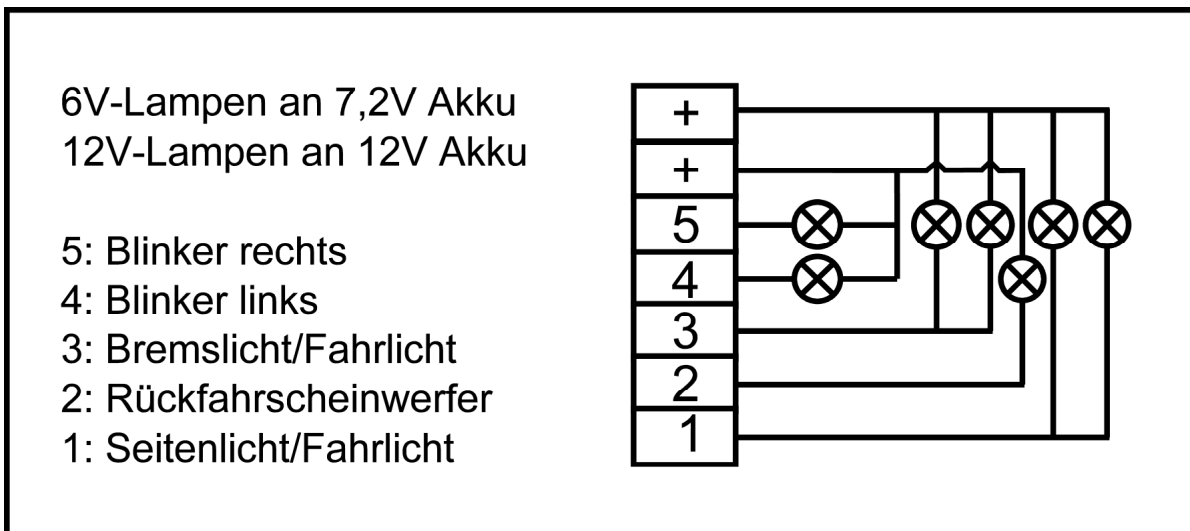 6V-Lampen an 7,2V Akku
12V-Lampen an 12V Akku
5: Blinker rechts
4: Blinker links
3: Bremslicht/Fahrlicht
2: Rückfahrscheinwerfer
1: Seitenlicht/Fahrlicht
+
+
5
4
3
2
1